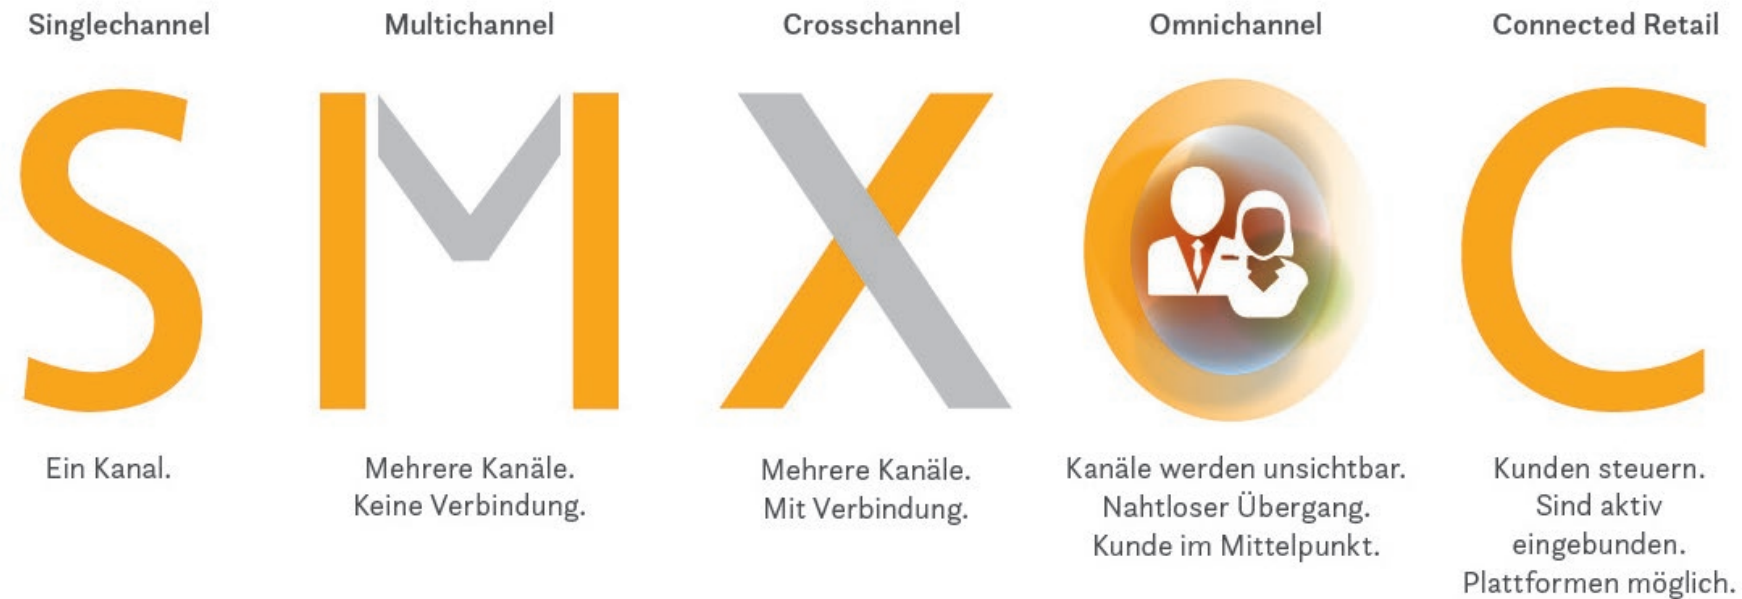 Singlechannel
Multichannel
Crosschannel
Omnichannel
Connected Retail
S
M
X
O
C
Ein Kanal.
Mehrere Kanäle.
Keine Verbindung.
Mehrere Kanäle.
Mit Verbindung.
Kanäle werden unsichtbar.
Nahtloser Übergang.
Kunde im Mittelpunkt.
Kunden steuern.
Sind aktiv
eingebunden.
Plattformen möglich.